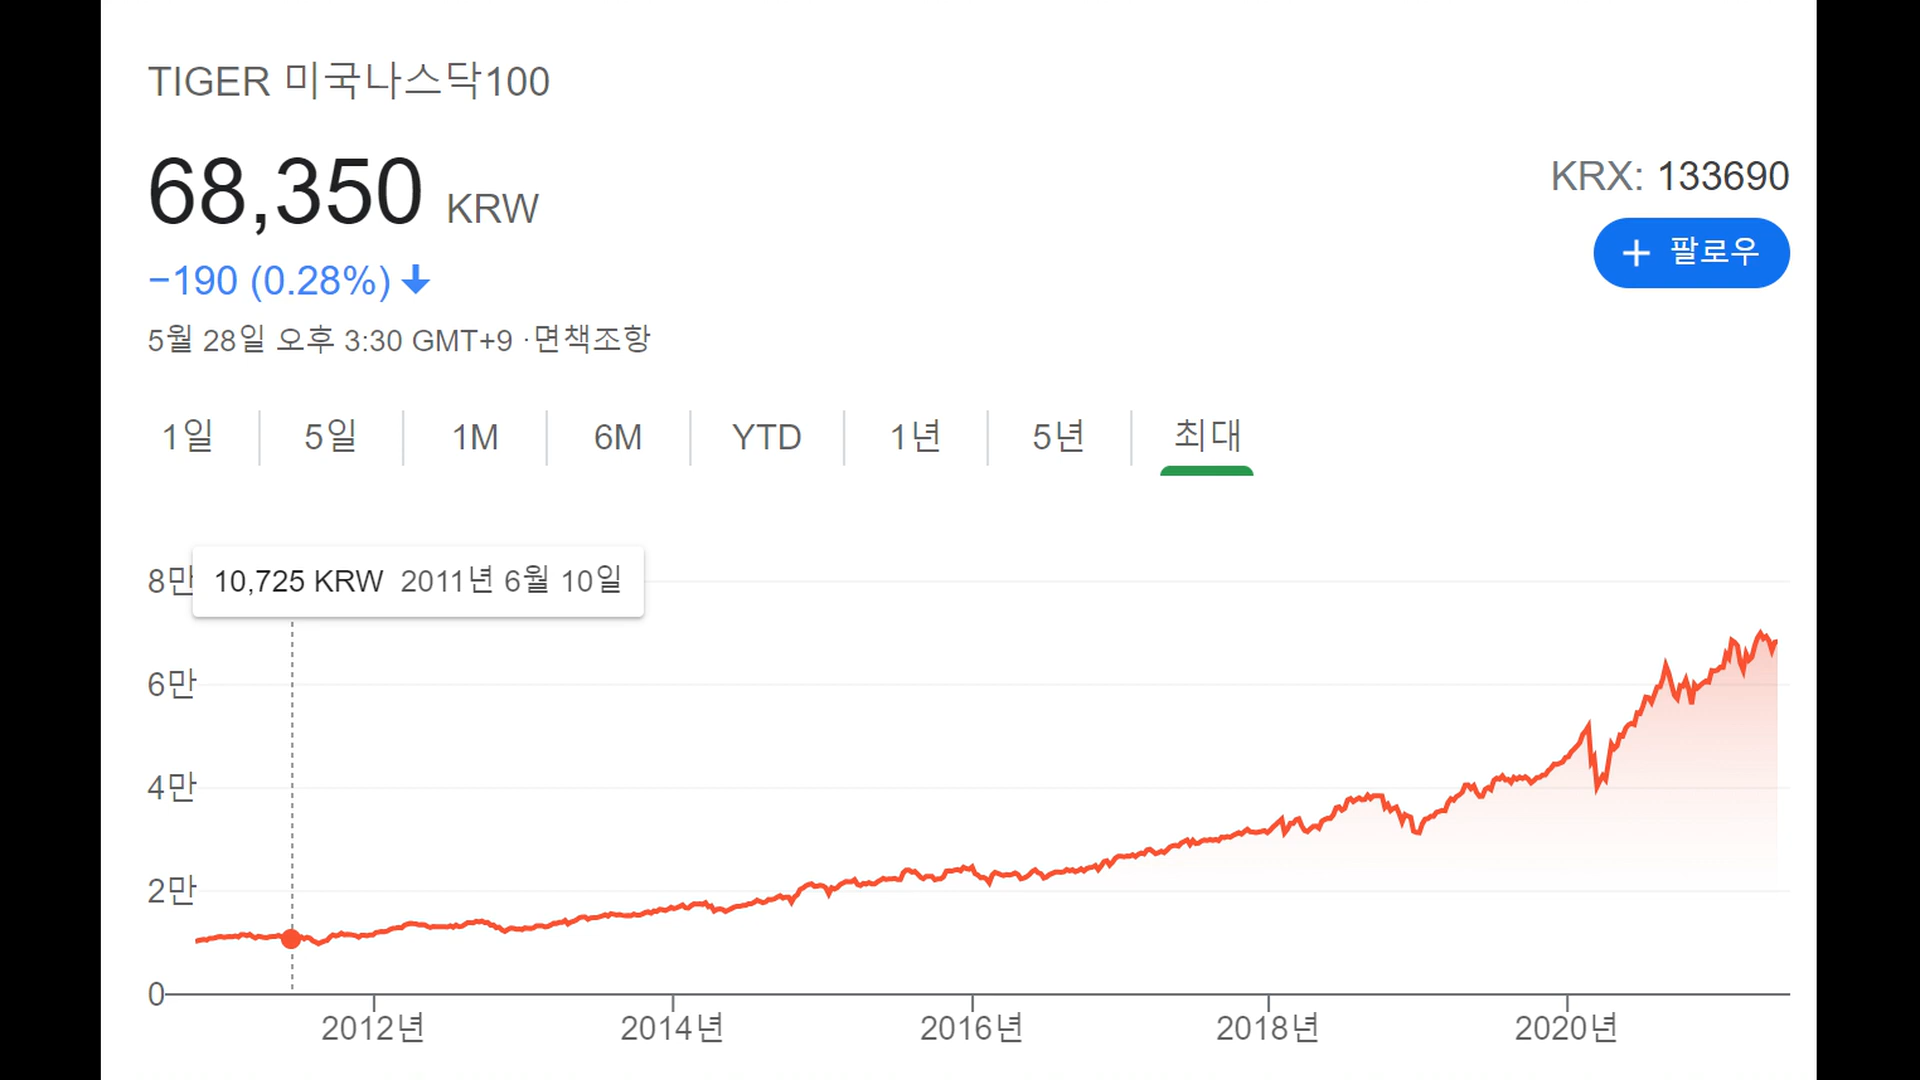 TIGER 미국나스닥100
68,350 KRW
KRX: 133690
+ 팔로우
−190 (0.28%)
5월 28일 오후 3:30 GMT+9 ·면책조항
1일 5일 1M 6M YTD 1년 5년 최대
8만
10,725 KRW 2011년 6월 10일
6만
4만
2만
0
2012년 2014년 2016년 2018년 2020년